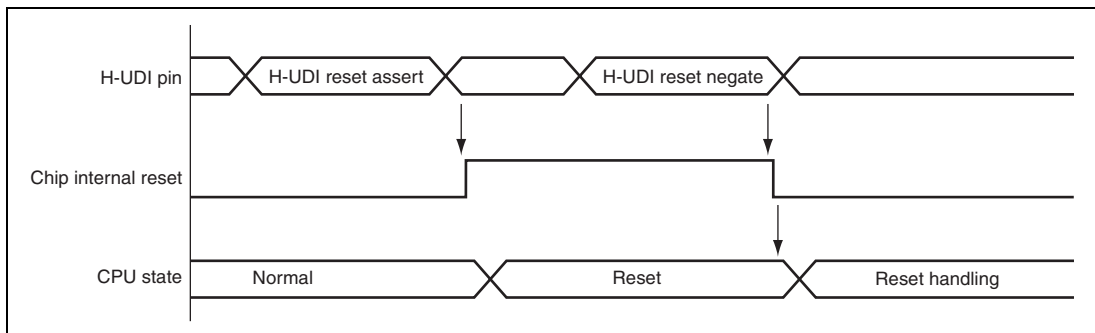 H-UDI pin
H-UDI reset assert
H-UDI reset negate
Chip internal reset
CPU state
Normal
Reset
Reset handling